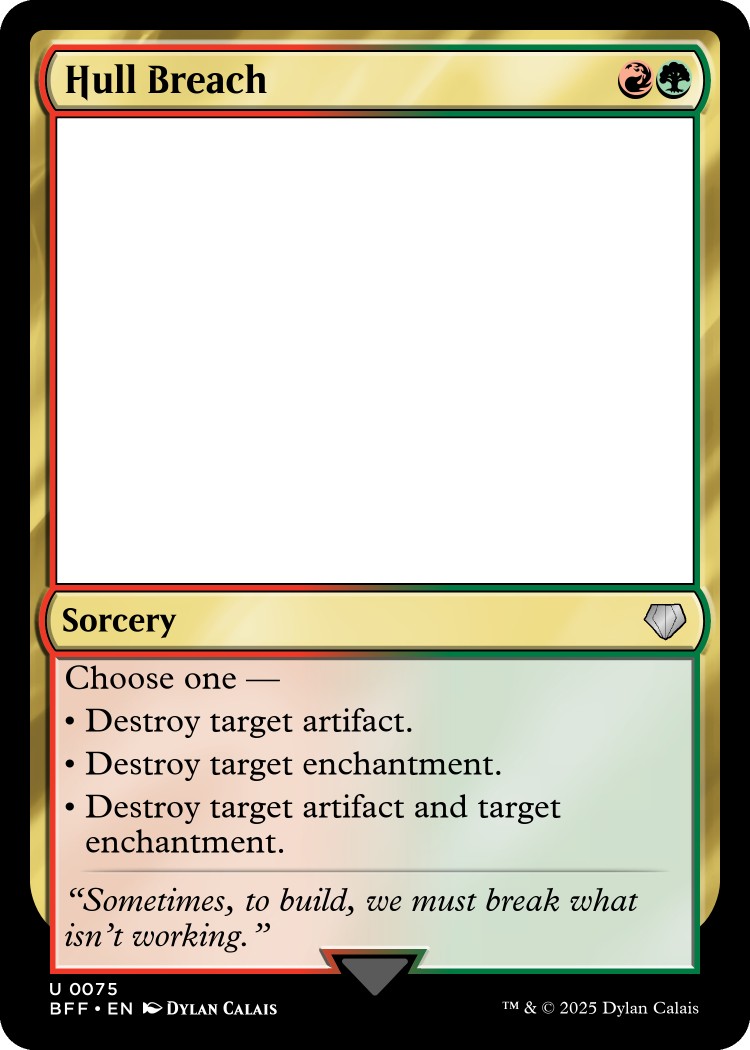 Hull Breach
Sorcery
Choose one —
• Destroy target artifact.
• Destroy target enchantment.
• Destroy target artifact and target
enchantment.
“Sometimes, to build, we must break what
isn’t working.”
U 0075
BFF • EN Dylan Calais
™ & © 2025 Dylan Calais